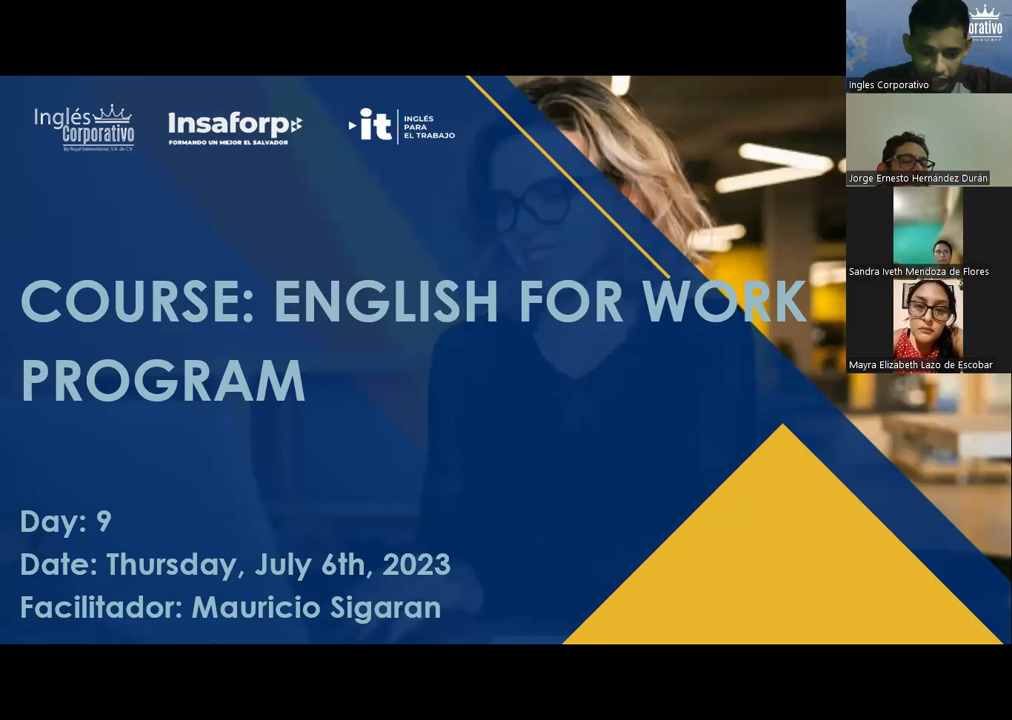 Inglés
Corporativo
Insaforp
FORMANDO UN MEJOR EL SALVADOR
it
INGLÉS
PARA
EL TRABAJO
COURSE: ENGLISH FOR WORK
PROGRAM
Day: 9
Date: Thursday, July 6th, 2023
Facilitador: Mauricio Sigaran
orativo
Ingles Corporativo
Jorge Ernesto Hernández Durán
Sandra Iveth Mendoza de Flores
Mayra Elizabeth Lazo de Escobar